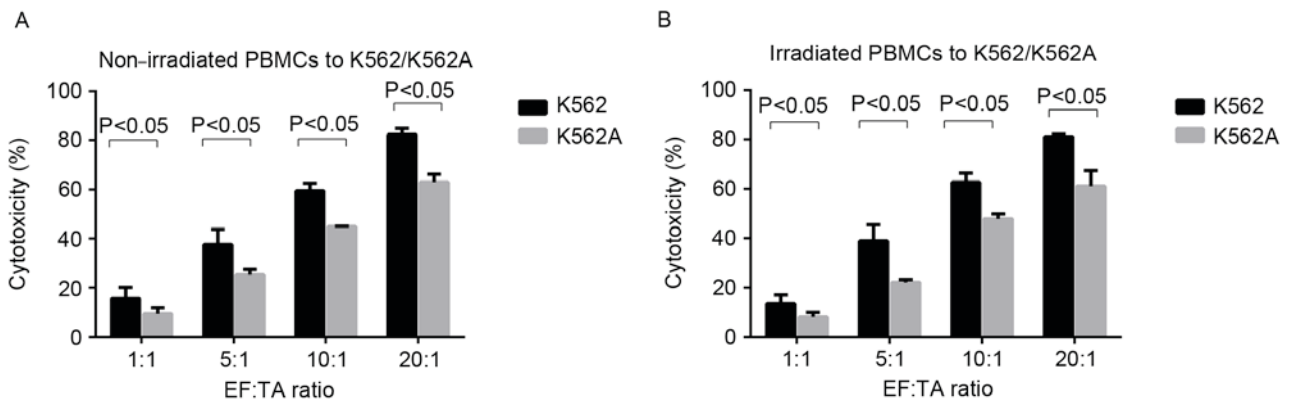 A
Non-irradiated PBMCs to K562/K562A
100
80
60
40
20
0
Cytotoxicity (%)
P<0.05
P<0.05
P<0.05
P<0.05
K562
K562A
1:1
5:1
10:1
20:1
EF:TA ratio
B
Irradiated PBMCs to K562/K562A
100
80
60
40
20
0
Cytotoxicity (%)
P<0.05
P<0.05
P<0.05
P<0.05
K562
K562A
1:1
5:1
10:1
20:1
EF:TA ratio